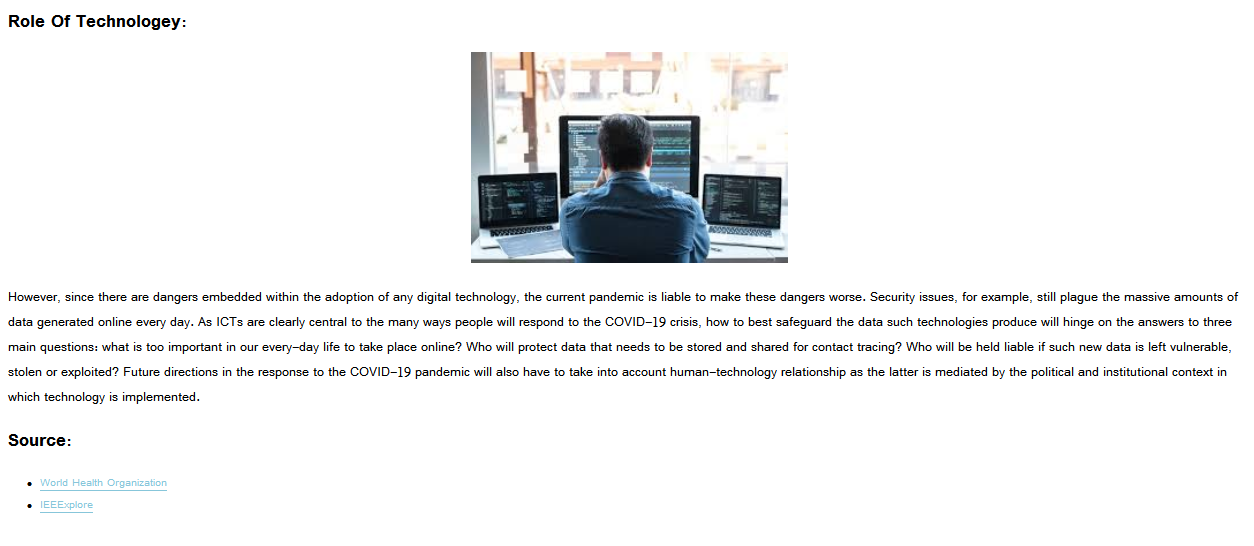 Role Of Technologey:
However, since there are dangers embedded within the adoption of any digital technology, the current pandemic is liable to make these dangers worse. Security issues, for example, still plague the massive amounts of
data generated online every day. As ICTs are clearly central to the many ways people will respond to the COVID-19 crisis, how to best safeguard the data such technologies produce will hinge on the answers to three
main questions: what is too important in our every-day life to take place online? Who will protect data that needs to be stored and shared for contact tracing? Who will be held liable if such new data is left vulnerable,
stolen or exploited? Future directions in the response to the COVID-19 pandemic will also have to take into account human-technology relationship as the latter is mediated by the political and institutional context in
which technology is implemented.
Source:
• World Health Organization
• IEEExplore